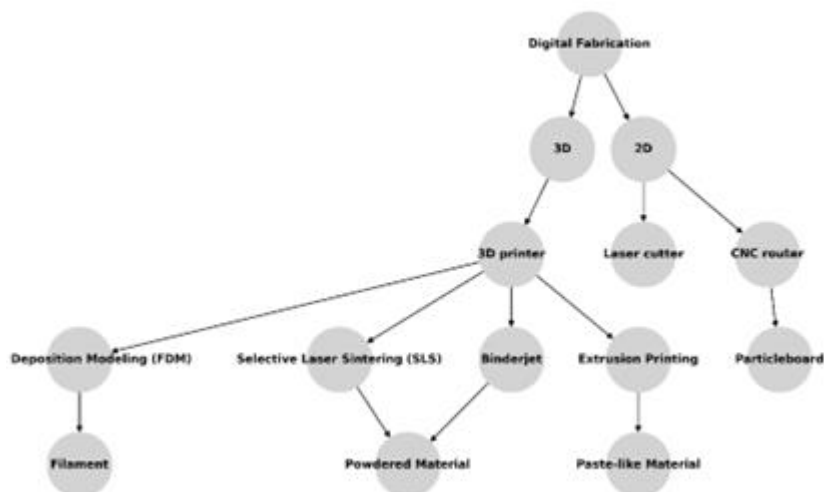 Digital Fabrication
3D
2D
3D printer
Laser cutter
CNC router
Deposition Modeling (FDM)
Selective Laser Sintering (SLS)
Binderjet
Extrusion Printing
Particleboard
Filament
Powdered Material
Paste-like Material